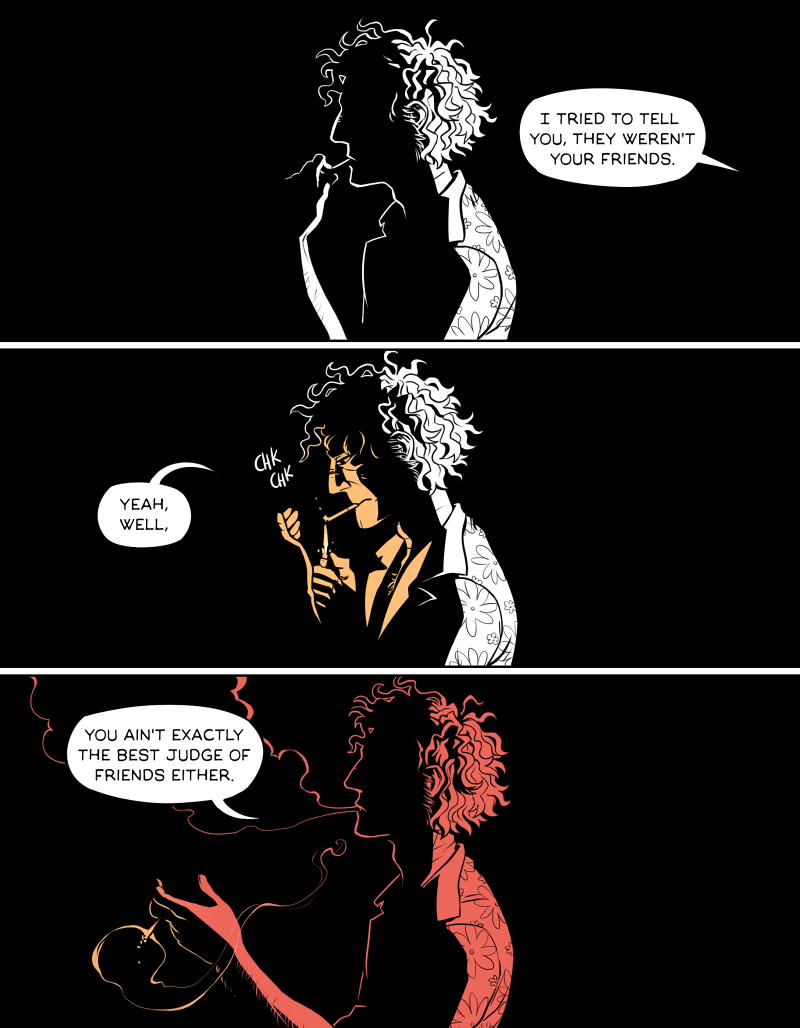 I TRIED TO TELL
YOU, THEY WEREN'T
YOUR FRIENDS.
CHK
CHK
YEAH,
WELL,
YOU AIN'T EXACTLY
THE BEST JUDGE OF
FRIENDS EITHER.